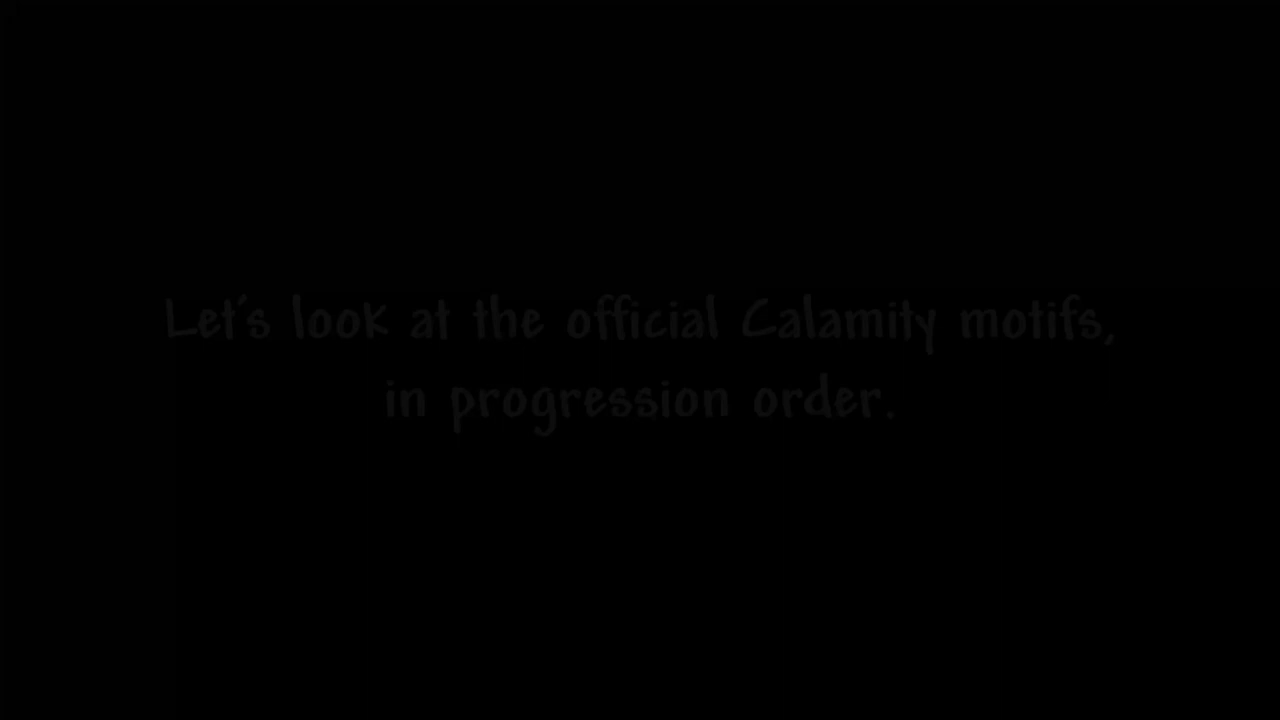 Let's look at the official Calamity motifs,
in progression order.